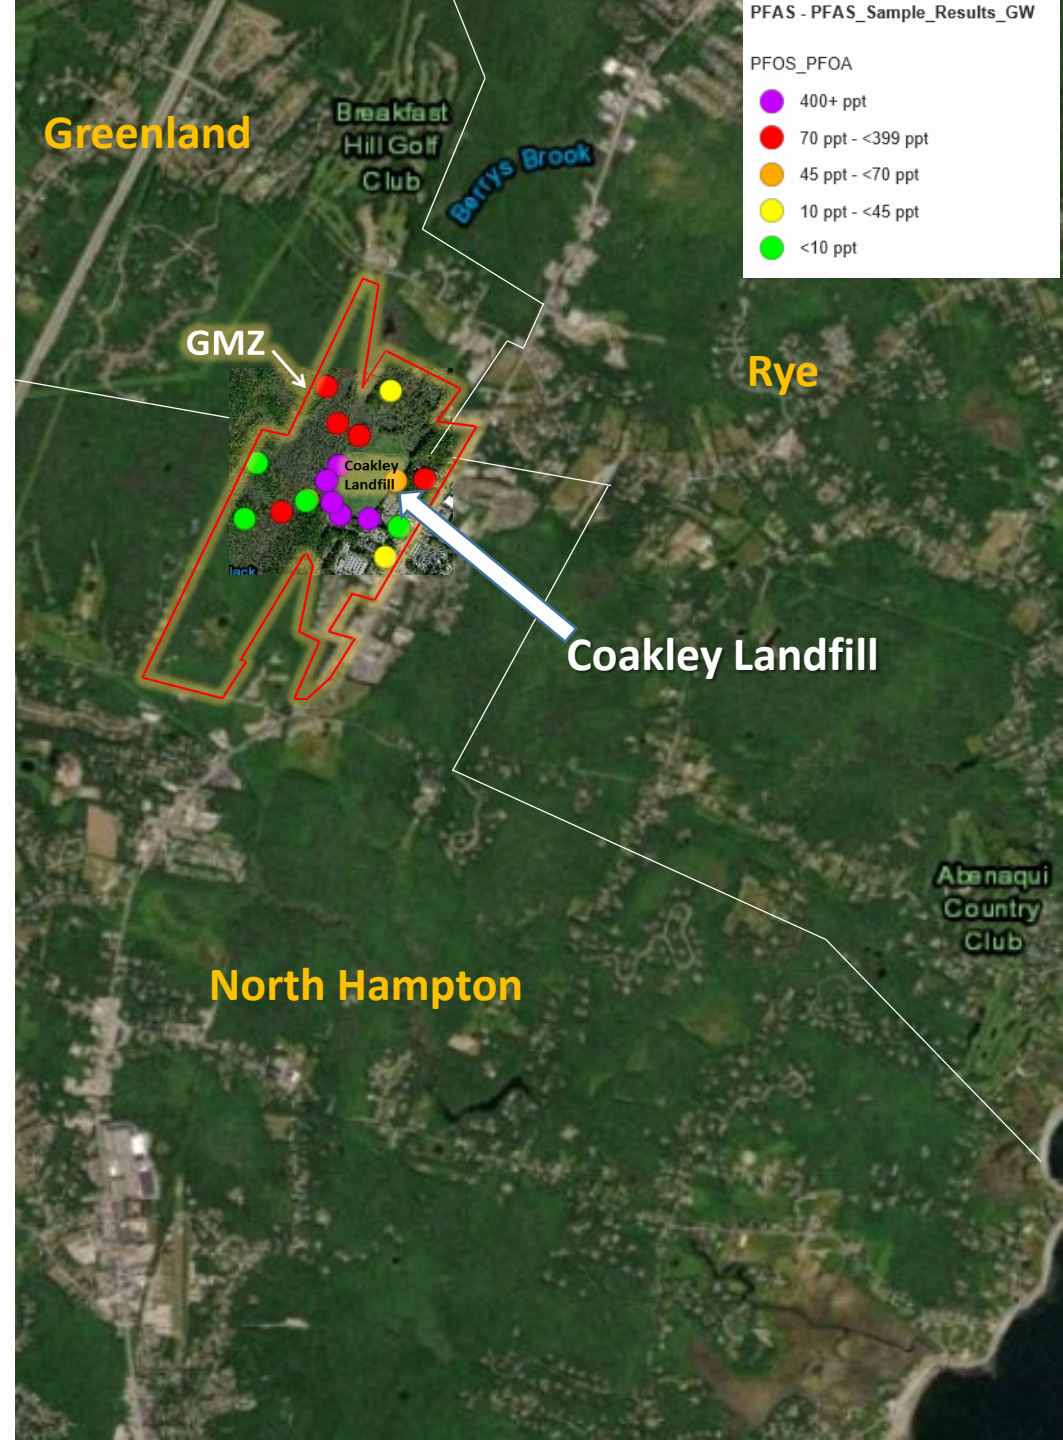 PFAS - PFAS_Sample_Results_GW
PFOS_PFOA
400+ ppt
70 ppt - <399 ppt
45 ppt - <70 ppt
10 ppt - <45 ppt
<10 ppt
Greenland
Breakfast
Hill Golf
Club
Berrys Brook
GMZ
Rye
Coakley
Landfill
lack
Coakley Landfill
Abenaqui
Country
Club
North Hampton